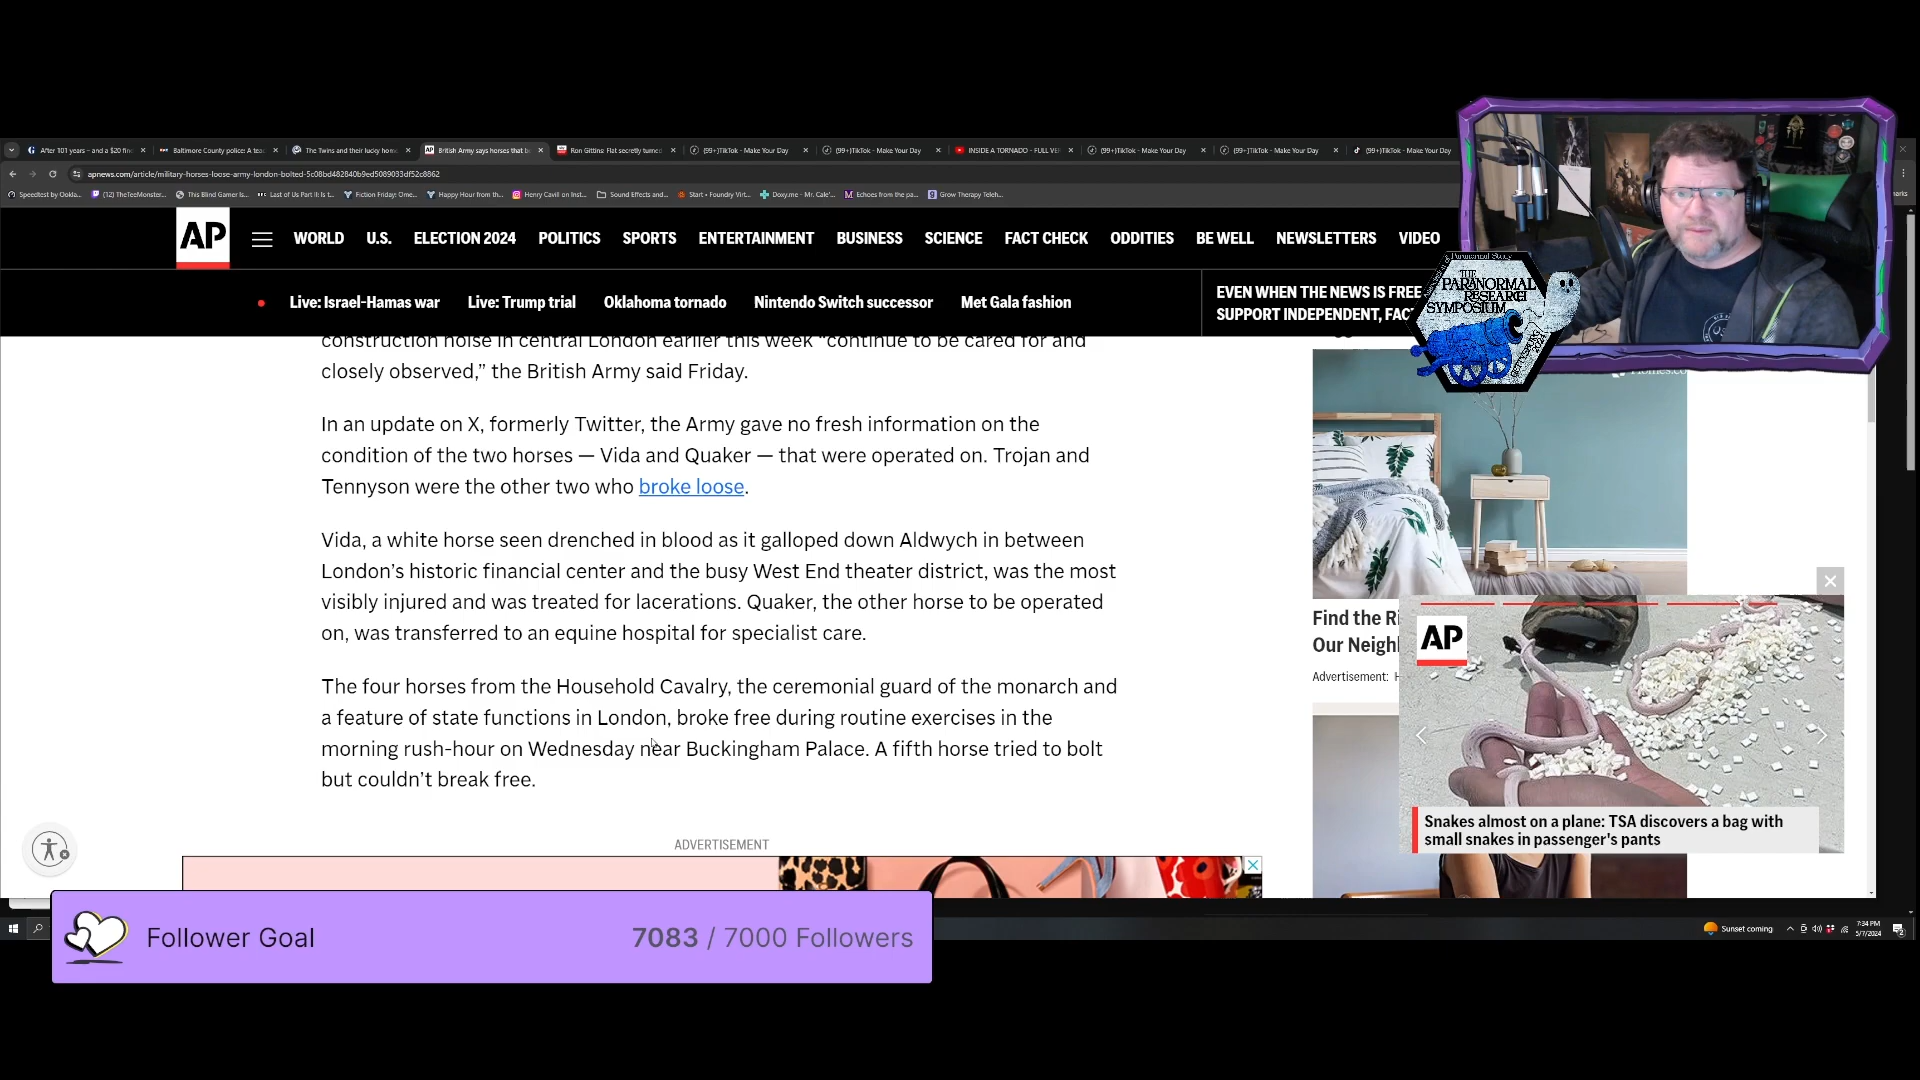 After 101 years – and a $20 fin
Baltimore County police: A tea
The Twins and their lucky hom
British Army says horses that b
Ron Gittins: Flat secretly turned
(99+)TikTok - Make Your Day
(99+)TikTok - Make Your Day
INSIDE A TORNADO - FULL VE
(99+)TikTok - Make Your Day
(99+)TikTok - Make Your Day
(99+)TikTok - Make Your Day
apnews.com/article/military-horses-loose-army-london-bolted-5c08bd482840b9ed5089033df52c8862
Speedtest by Ookla...
(12) TheTeeMonster...
This Blind Gamer Is...
Last of Us Part II: Is t...
Fiction Friday: Ome...
Happy Hour from th...
Henry Cavill on Inst...
Sound Effects and...
Start • Foundry Virt...
Doxy.me - Mr. Cale'...
Echoes from the pa...
Grow Therapy Teleh...
AP
WORLD U.S. ELECTION 2024 POLITICS SPORTS ENTERTAINMENT BUSINESS SCIENCE FACT CHECK ODDITIES BE WELL NEWSLETTERS VIDEO
Live: Israel-Hamas war Live: Trump trial Oklahoma tornado Nintendo Switch successor Met Gala fashion
EVEN WHEN THE NEWS IS FREE
SUPPORT INDEPENDENT, FAC
THE
PARANORMAL
RESEARCH
SYMPOSIUM
construction noise in central London earlier this week “continue to be cared for and
closely observed,” the British Army said Friday.
In an update on X, formerly Twitter, the Army gave no fresh information on the
condition of the two horses — Vida and Quaker — that were operated on. Trojan and
Tennyson were the other two who broke loose.
Vida, a white horse seen drenched in blood as it galloped down Aldwych in between
London’s historic financial center and the busy West End theater district, was the most
visibly injured and was treated for lacerations. Quaker, the other horse to be operated
on, was transferred to an equine hospital for specialist care.
The four horses from the Household Cavalry, the ceremonial guard of the monarch and
a feature of state functions in London, broke free during routine exercises in the
morning rush-hour on Wednesday near Buckingham Palace. A fifth horse tried to bolt
but couldn’t break free.
ADVERTISEMENT
Homes.co
Find the Ri
Our Neighb
Advertisement: H
AP
Snakes almost on a plane: TSA discovers a bag with
small snakes in passenger's pants
Follower Goal
7083 / 7000 Followers
Sunset coming
7:34 PM
5/7/2024